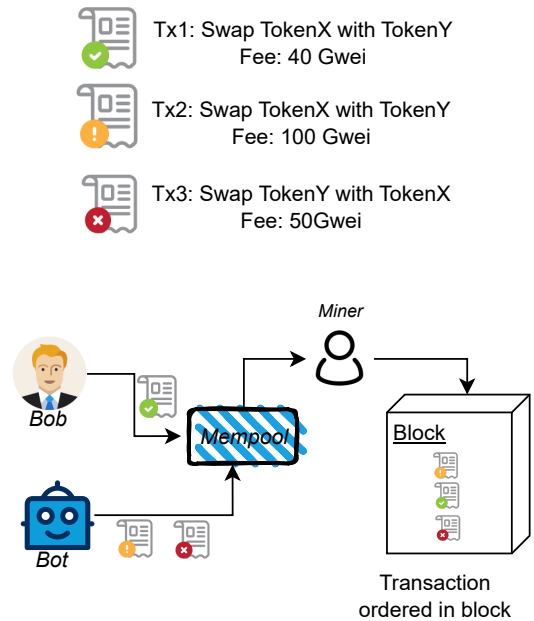 Tx1: Swap TokenX with TokenY
Fee: 40 Gwei
Tx2: Swap TokenX with TokenY
Fee: 100 Gwei
Tx3: Swap TokenY with TokenX
Fee: 50Gwei
Miner
Bob
Mempool
Block
Bot
Transaction
ordered in block